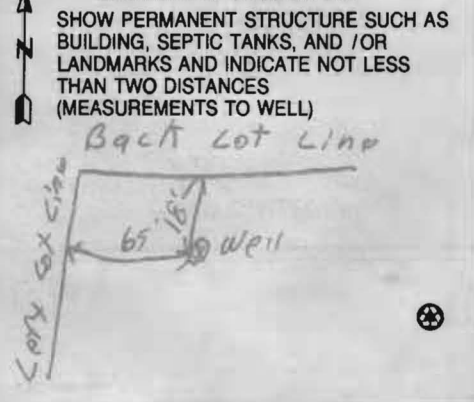 N
SHOW PERMANENT STRUCTURE SUCH AS
BUILDING, SEPTIC TANKS, AND /OR
LANDMARKS AND INDICATE NOT LESS
THAN TWO DISTANCES
(MEASUREMENTS TO WELL)
Back Lot Line
Line
65'
18'
Well